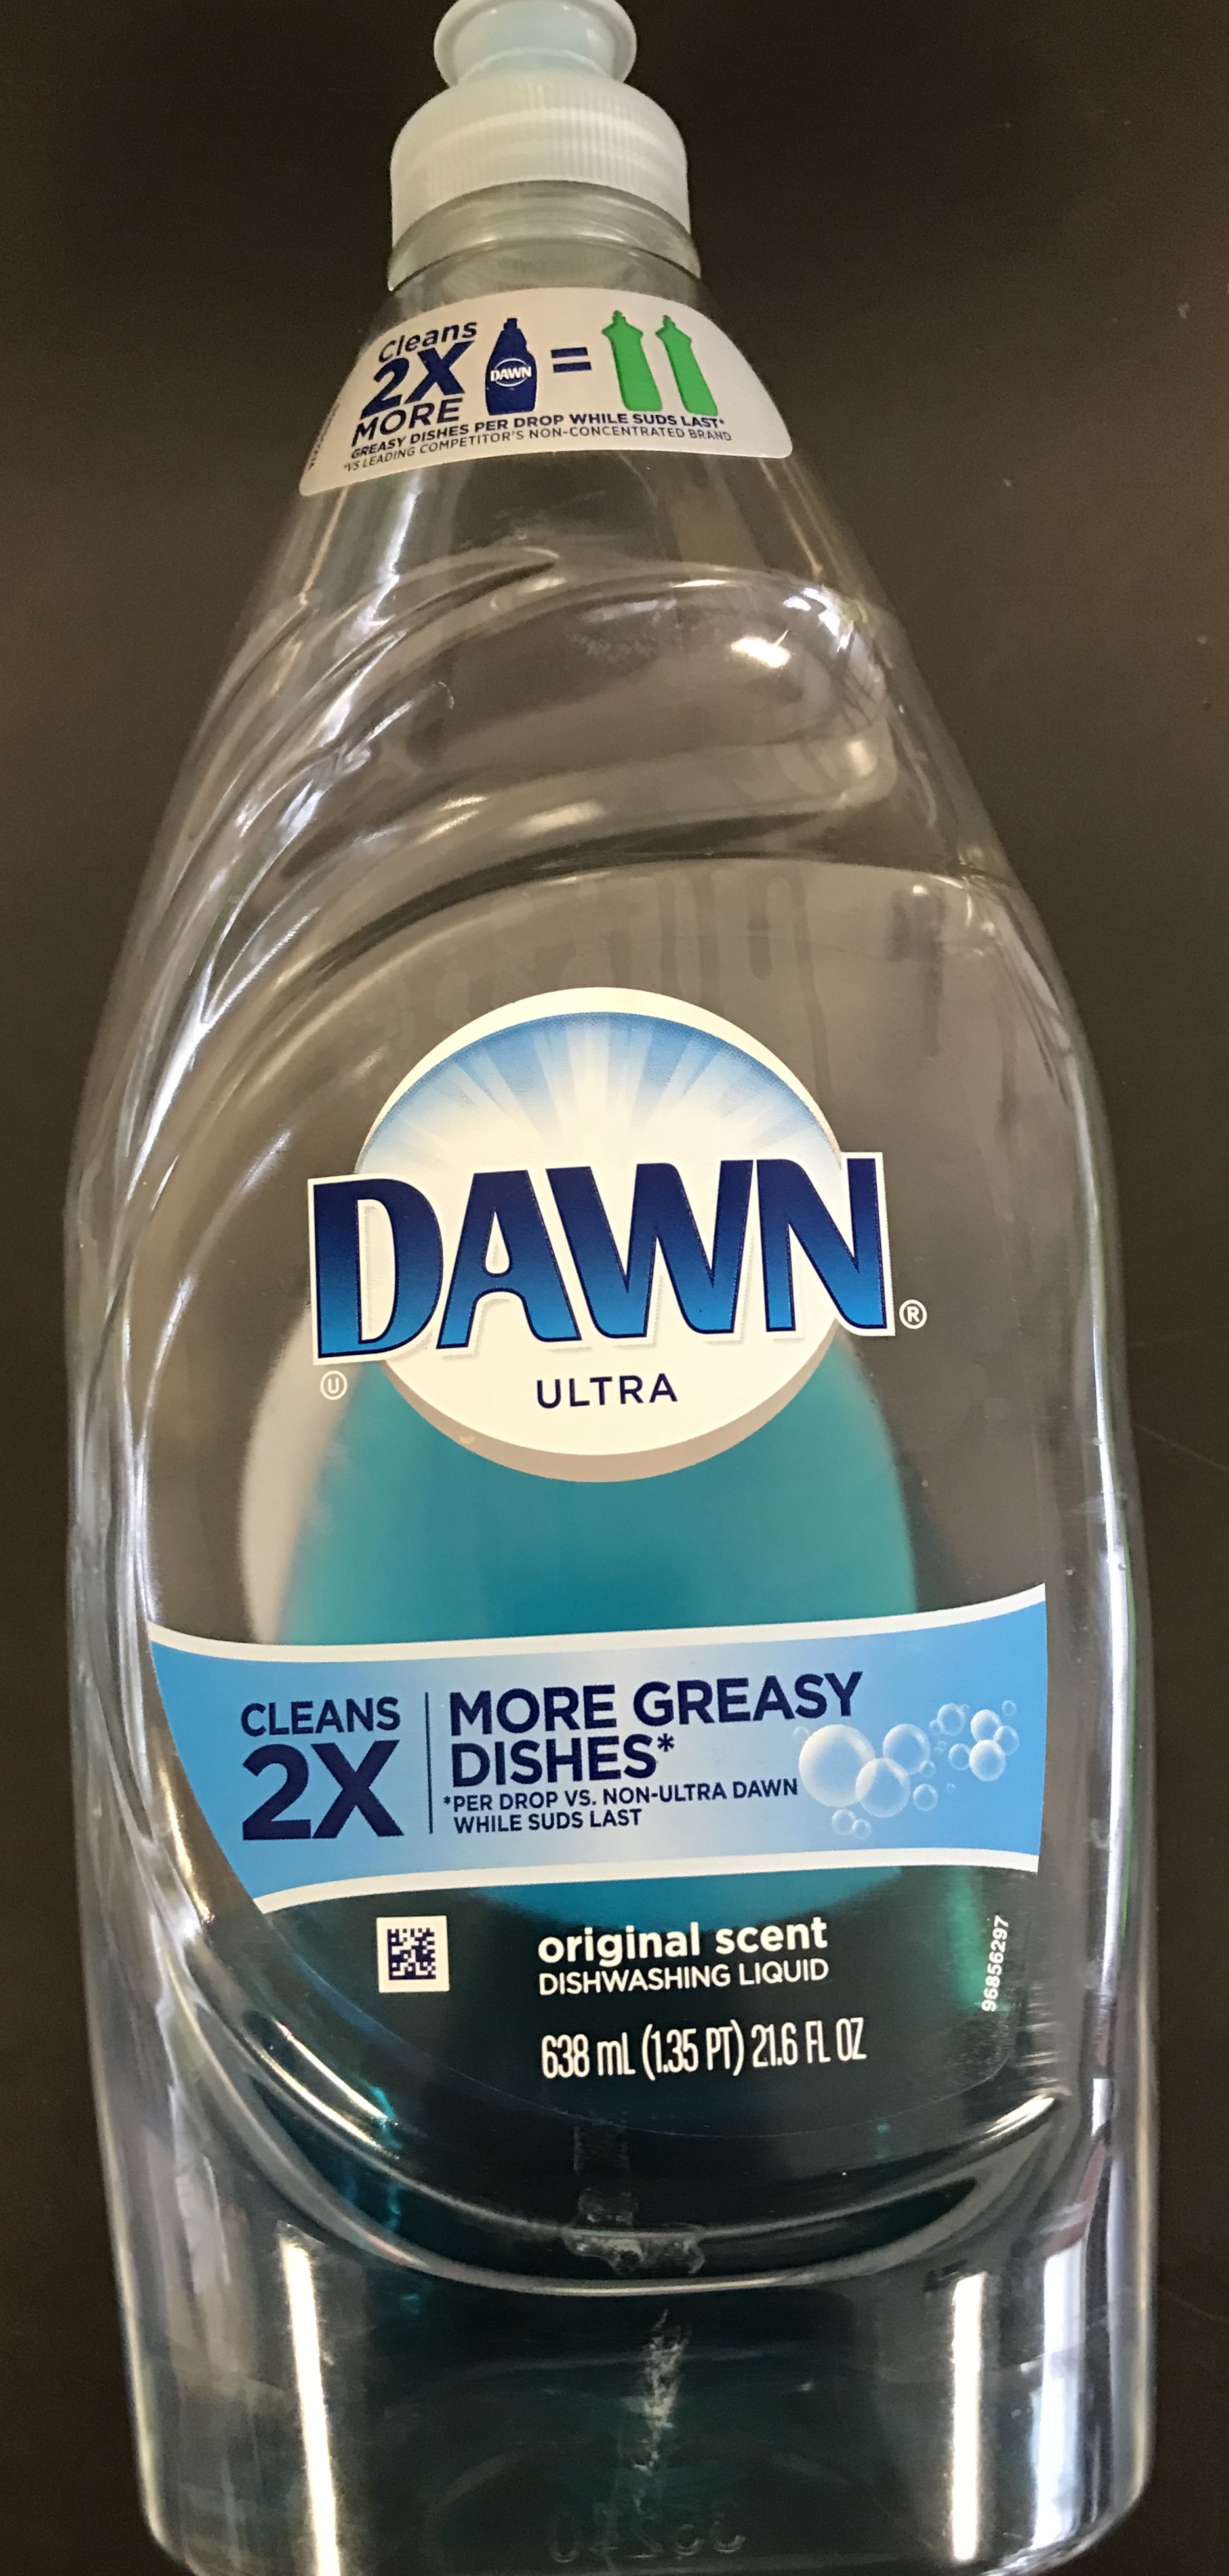 Cleans
2X
MORE
DAWN
=
GREASY DISHES PER DROP WHILE SUDS LAST*
*VS LEADING COMPETITOR'S NON-CONCENTRATED BRAND
DAWN®
U
ULTRA
CLEANS
2X
MORE GREASY
DISHES*
*PER DROP VS. NON-ULTRA DAWN
WHILE SUDS LAST
original scent
DISHWASHING LIQUID
96856297
638 mL (1.35 PT) 21.6 FL OZ